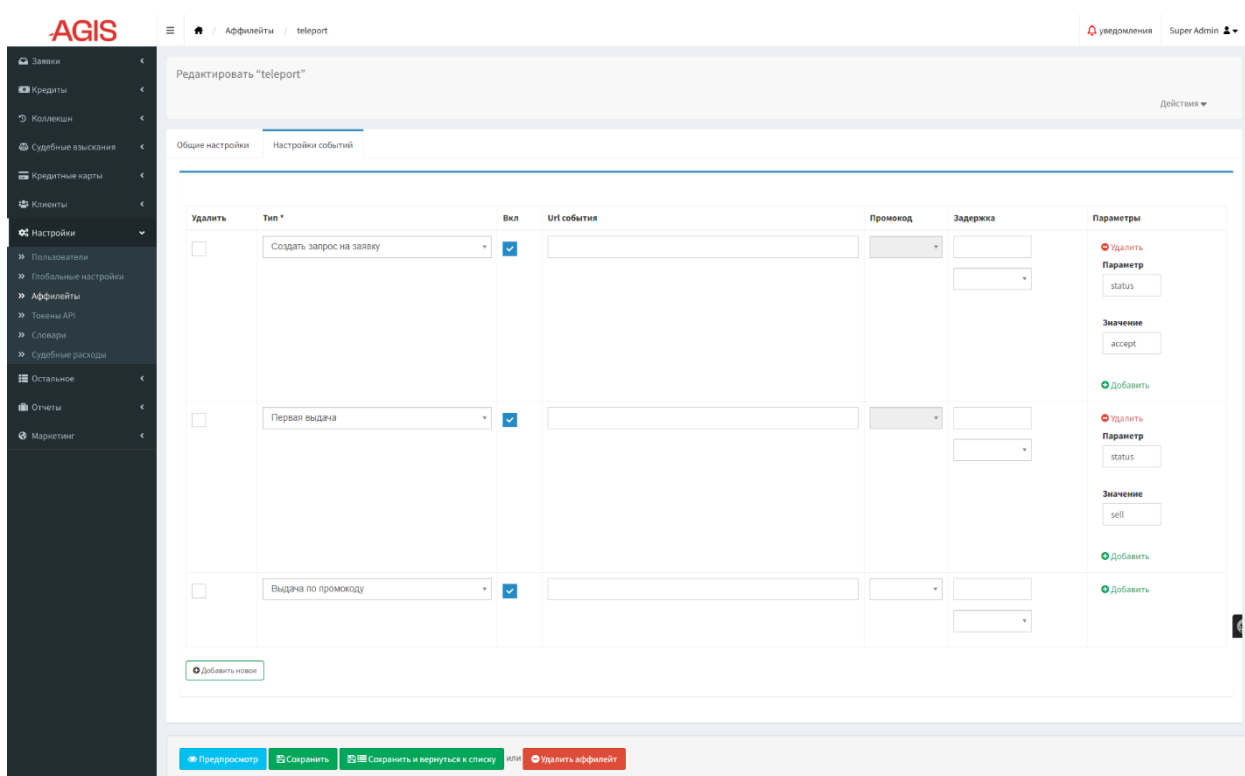 AGIS
Аффилейты / teleport
уведомления
Super Admin
Заявки
Кредиты
Коллекшн
Судебные взыскания
Кредитные карты
Клиенты
Настройки
Пользователи
Глобальные настройки
Аффилейты
Токены API
Словари
Судебные расходы
Остальное
Отчеты
Маркетинг
Редактировать “teleport”
Действия
Общие настройки
Настройки событий
Удалить Тип * Вкл Url события Промокод Задержка Параметры
Создать запрос на заявку
Удалить
Параметр
status
Значение
accept
Добавить
Первая выдача
Удалить
Параметр
status
Значение
sell
Добавить
Выдача по промокоду
Добавить
Добавить новое
Предпросмотр Сохранить Сохранить и вернуться к списку или Удалить аффилейт